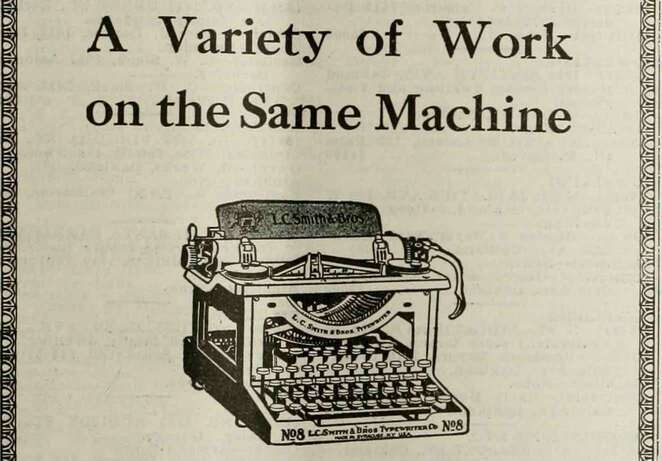 A Variety of Work
on the Same Machine
L.C. Smith & Bros.
L. C. SMITH & BROS TYPEWRITER
No8 L.C. SMITH & BROS TYPEWRITER CO No8
MADE IN SYRACUSE N.Y. U.S.A.